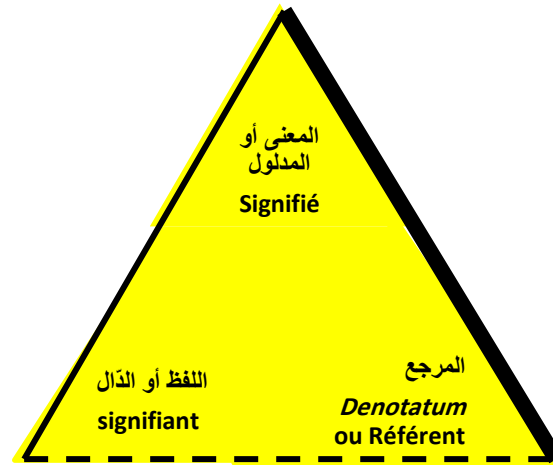 المعنى أو
المدلول
Signifié
اللفظ أو الدّال
signifiant
المرجع
Denotatum
ou Référent